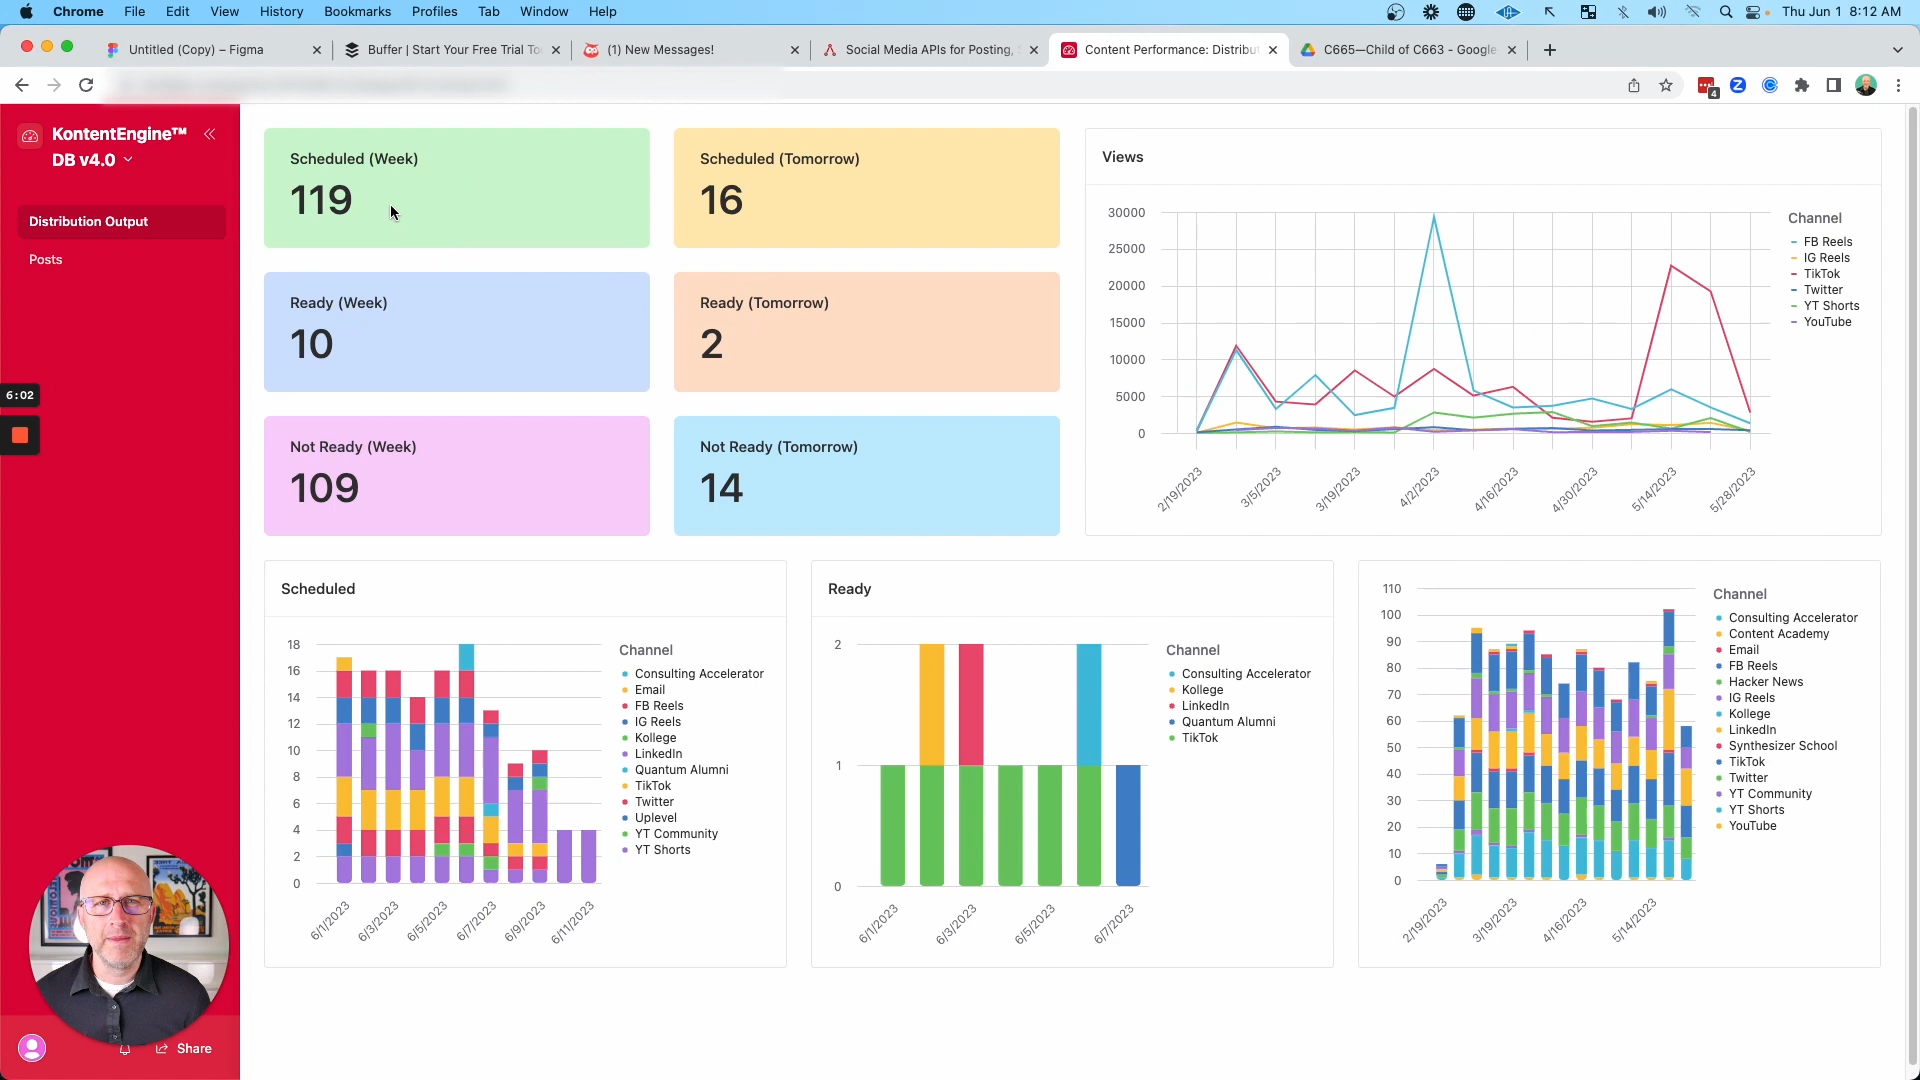 Chrome File Edit View History Bookmarks Profiles Tab Window Help Thu Jun 1 8:12 AM
Untitled (Copy) – Figma
Buffer | Start Your Free Trial To
(1) New Messages!
Social Media APIs for Posting,
Content Performance: Distribut
C665—Child of C663 - Google
4
KontentEngine™
DB v4.0
Distribution Output
Posts
6:02
Share
Scheduled (Week)
119
Scheduled (Tomorrow)
16
Ready (Week)
10
Ready (Tomorrow)
2
Not Ready (Week)
109
Not Ready (Tomorrow)
14
Views
30000
25000
20000
15000
10000
5000
0
2/19/2023 3/5/2023 3/19/2023 4/2/2023 4/16/2023 4/30/2023 5/14/2023 5/28/2023
Channel
FB Reels
IG Reels
TikTok
Twitter
YT Shorts
YouTube
Scheduled
18
16
14
12
10
8
6
4
2
0
6/1/2023 6/3/2023 6/5/2023 6/7/2023 6/9/2023 6/11/2023
Channel
Consulting Accelerator
Email
FB Reels
IG Reels
Kollege
LinkedIn
Quantum Alumni
TikTok
Twitter
Uplevel
YT Community
YT Shorts
Ready
2
1
0
6/1/2023 6/3/2023 6/5/2023 6/7/2023
Channel
Consulting Accelerator
Kollege
LinkedIn
Quantum Alumni
TikTok
110
100
90
80
70
60
50
40
30
20
10
0
2/19/2023 3/19/2023 4/16/2023 5/14/2023
Channel
Consulting Accelerator
Content Academy
Email
FB Reels
Hacker News
IG Reels
Kollege
LinkedIn
Synthesizer School
TikTok
Twitter
YT Community
YT Shorts
YouTube